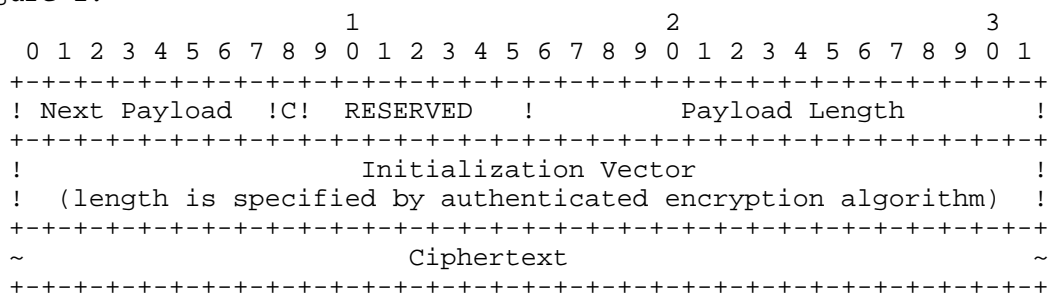 1                   2                   3
 0 1 2 3 4 5 6 7 8 9 0 1 2 3 4 5 6 7 8 9 0 1 2 3 4 5 6 7 8 9 0 1
+-+-+-+-+-+-+-+-+-+-+-+-+-+-+-+-+-+-+-+-+-+-+-+-+-+-+-+-+-+-+-+-+
! Next Payload  !C!  RESERVED   !         Payload Length        !
+-+-+-+-+-+-+-+-+-+-+-+-+-+-+-+-+-+-+-+-+-+-+-+-+-+-+-+-+-+-+-+-+
!                     Initialization Vector                     !
!  (length is specified by authenticated encryption algorithm)  !
+-+-+-+-+-+-+-+-+-+-+-+-+-+-+-+-+-+-+-+-+-+-+-+-+-+-+-+-+-+-+-+-+
~                        Ciphertext                             ~
+-+-+-+-+-+-+-+-+-+-+-+-+-+-+-+-+-+-+-+-+-+-+-+-+-+-+-+-+-+-+-+-+